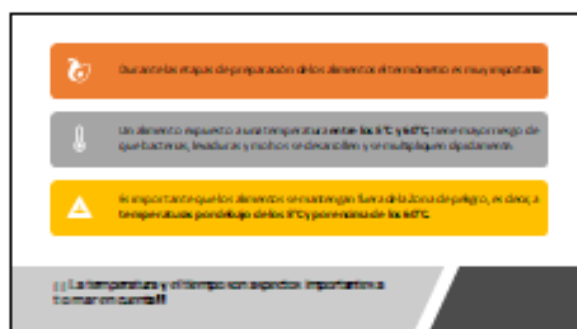 Durante las etapas de preparación de los alimentos el termómetro es muy importante
Un alimento expuesto a una temperatura entre los 5°C y 60°C, tiene mayor riesgo de
que bacterias, levaduras y mohos se desarrollen y se multipliquen rápidamente.
Es importante que los alimentos se mantengan fuera de la zona de peligro, es decir, a
temperaturas por debajo de los 5°C y por encima de los 60°C.
¡¡La temperatura y el tiempo son aspectos importantes a
tomar en cuenta!!